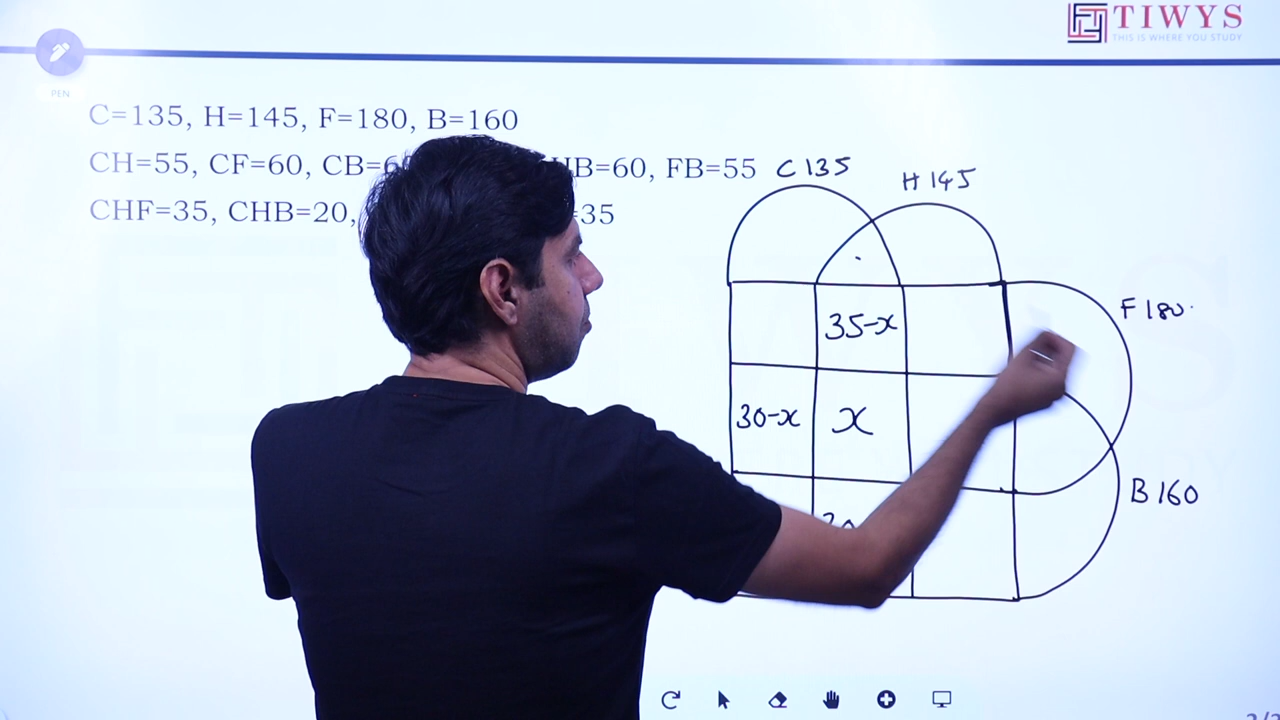 TIWYS
THIS IS WHERE YOU STUDY
PEN
C=135, H=145, F=180, B=160
CH=55, CF=60, CB=6 B=60, FB=55
CHF=35, CHB=20, =35
C 135
H 145
F 180
35-x
30-x
x
B 160